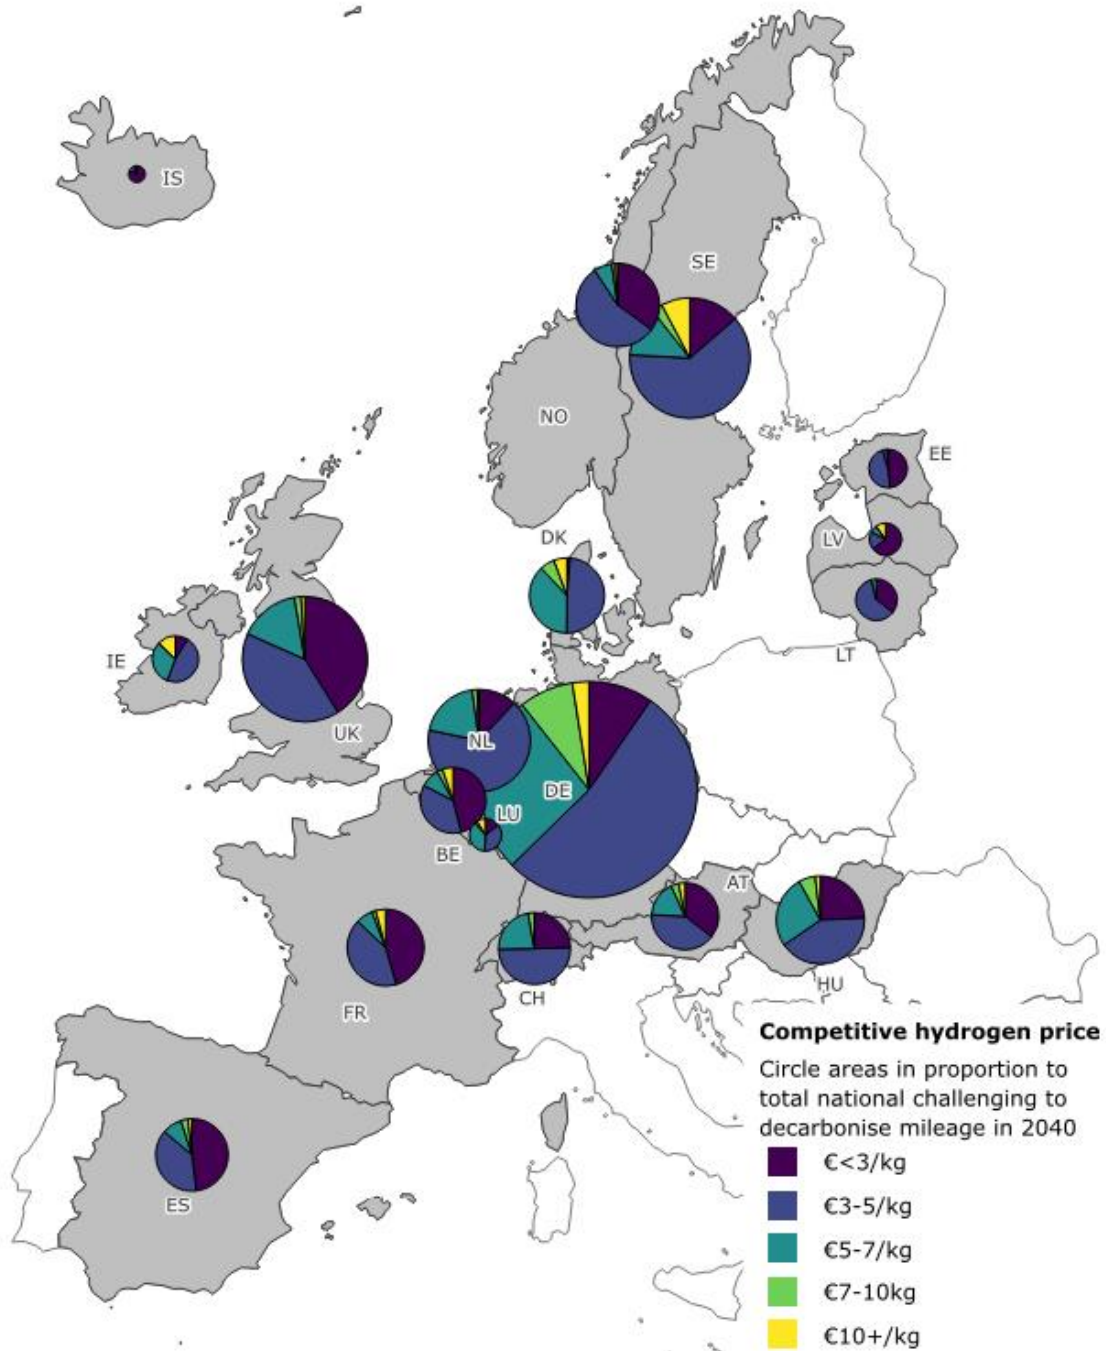 IS
SE
NO
EE
DK
LV
IE
LT
UK
NL
DE
LU
BE
AT
HU
CH
FR
Competitive hydrogen price
Circle areas in proportion to
total national challenging to
decarbonise mileage in 2040
€<3/kg
ES
€3-5/kg
€5-7/kg
€7-10kg
€10+/kg